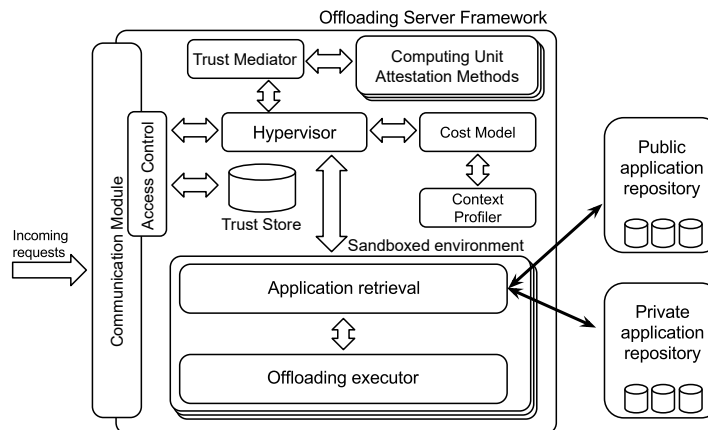 Offloading Server Framework
Trust Mediator
Computing Unit
Attestation Methods
Hypervisor
Cost Model
Access Control
Communication Module
Trust Store
Context
Profiler
Public
application
repository
Incoming
requests
Sandboxed environment
Application retrieval
Offloading executor
Private
application
repository